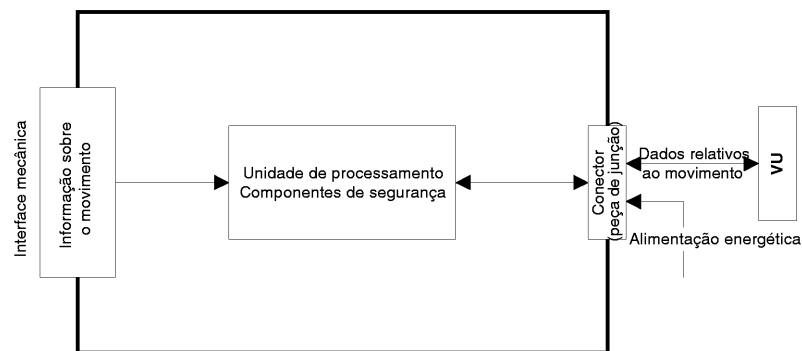 Interface mecânica
Informação sobre
o movimento
Unidade de processamento
Componentes de segurança
Conector
(peça de junção)
Dados relativos
ao movimento
VU
Alimentação energética